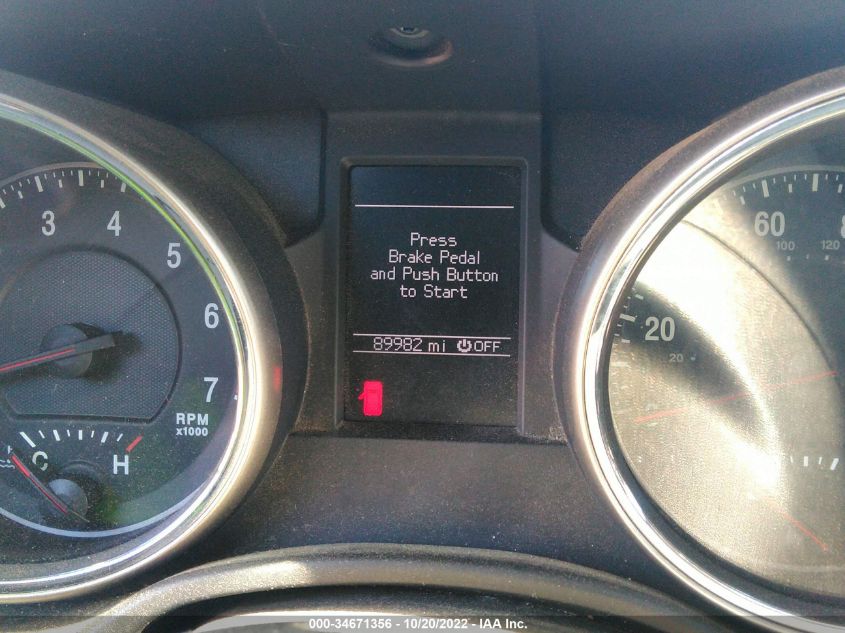 3
4
5
6
7
RPM
x1000
C
H
Press
Brake Pedal
and Push Button
to Start
89982 mi OFF
60
8
100
120
20
20
000-34671356 - 10/20/2022 - IAA Inc.